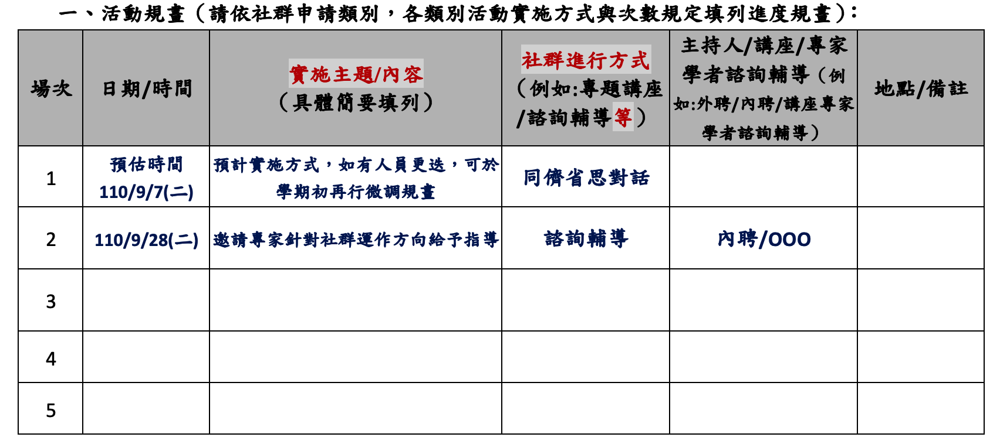 一、活動規畫（請依社群申請類別，各類別活動實施方式與次數規定填列進度規畫）：
場次
日期/時間
實施主題/內容
（具體簡要填列）
社群進行方式
（例如:專題講座
/諮詢輔導等）
主持人/講座/專家
學者諮詢輔導（例
如:外聘/內聘/講座專家
學者諮詢輔導）
地點/備註
1
預估時間
110/9/7(二)
預計實施方式，如有人員更迭，可於
學期初再行微調規畫
同儕省思對話
2
110/9/28(二)
邀請專家針對社群運作方向給予指導
諮詢輔導
內聘/OOO
3
4
5